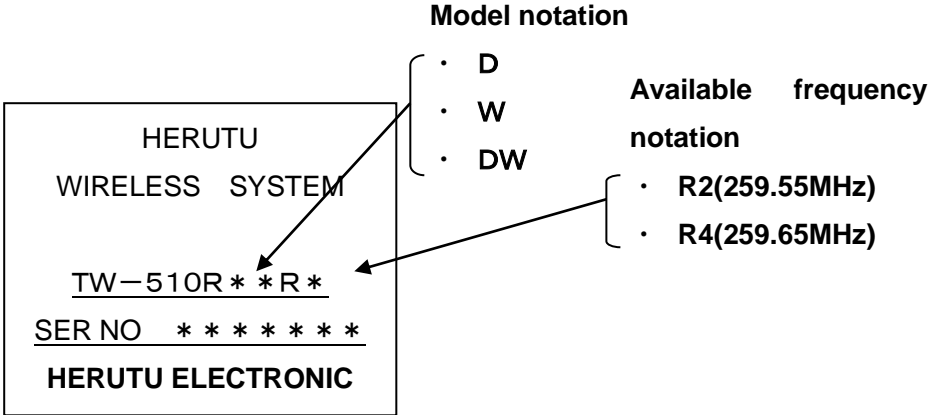 Model notation
・ D
・ W
・ DW
Available frequency
notation
・ R2(259.55MHz)
・ R4(259.65MHz)
HERUTU
WIRELESS SYSTEM
TW－510R＊＊R＊
SER NO ＊＊＊＊＊＊＊
HERUTU ELECTRONIC